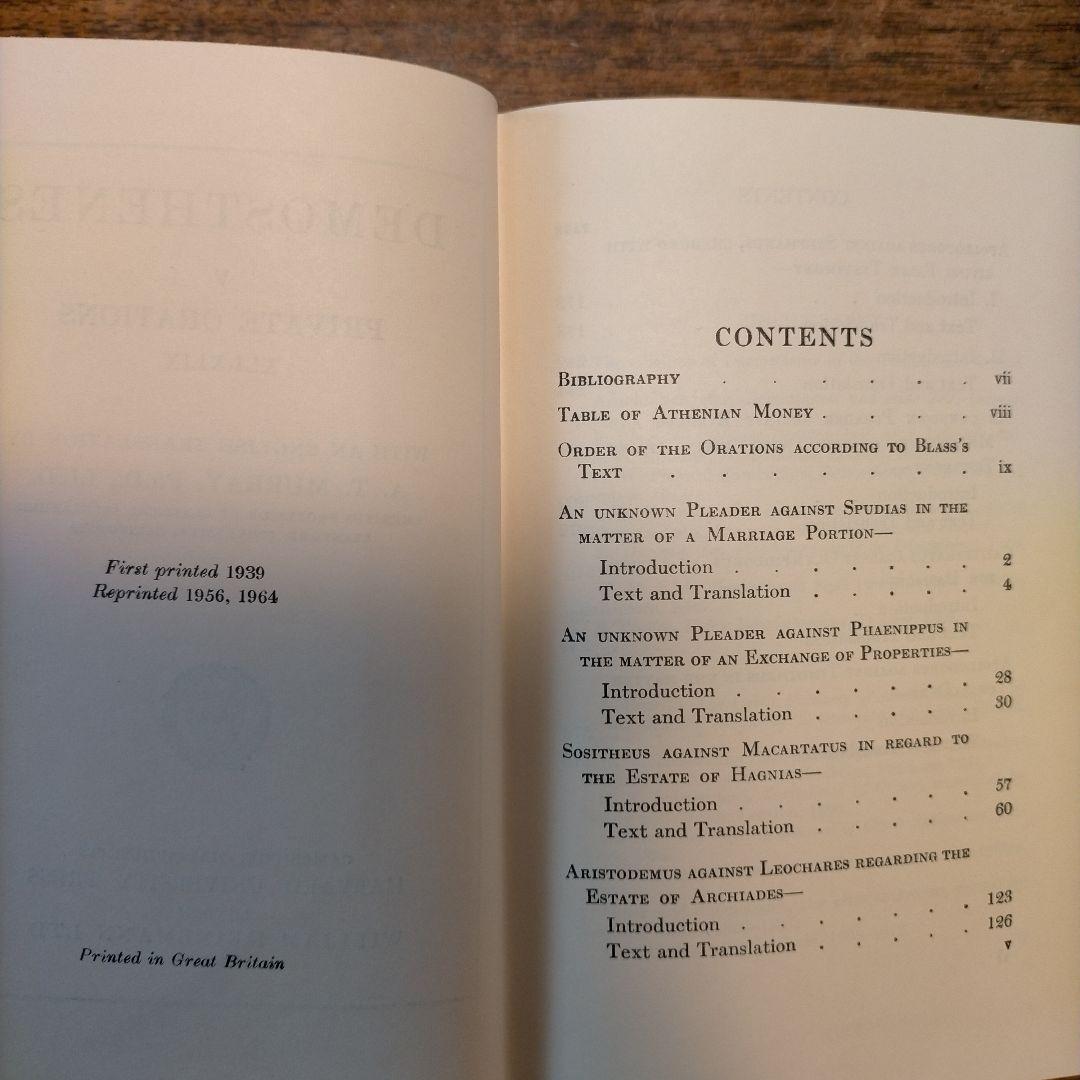 First printed 1939
Reprinted 1956, 1964
Printed in Great Britain
CONTENTS
BIBLIOGRAPHY . . . . . . vii
TABLE OF ATHENIAN MONEY . . . . viii
ORDER OF THE ORATIONS ACCORDING TO BLASS'S
TEXT . . . . . . . ix
AN UNKNOWN PLEADER AGAINST SPUDIAS IN THE
MATTER OF A MARRIAGE PORTION—
Introduction . . . . . . . 2
Text and Translation . . . . . 4
AN UNKNOWN PLEADER AGAINST PHAENIPPUS IN
THE MATTER OF AN EXCHANGE OF PROPERTIES—
Introduction . . . . . . . 28
Text and Translation . . . . . 30
SOSITHEUS AGAINST MACARTATUS IN REGARD TO
THE ESTATE OF HAGNIAS—
Introduction . . . . . . . 57
Text and Translation . . . . . 60
ARISTODEMUS AGAINST LEOCHARES REGARDING THE
ESTATE OF ARCHIADES—
Introduction . . . . . . . 123
Text and Translation . . . . . 126
v